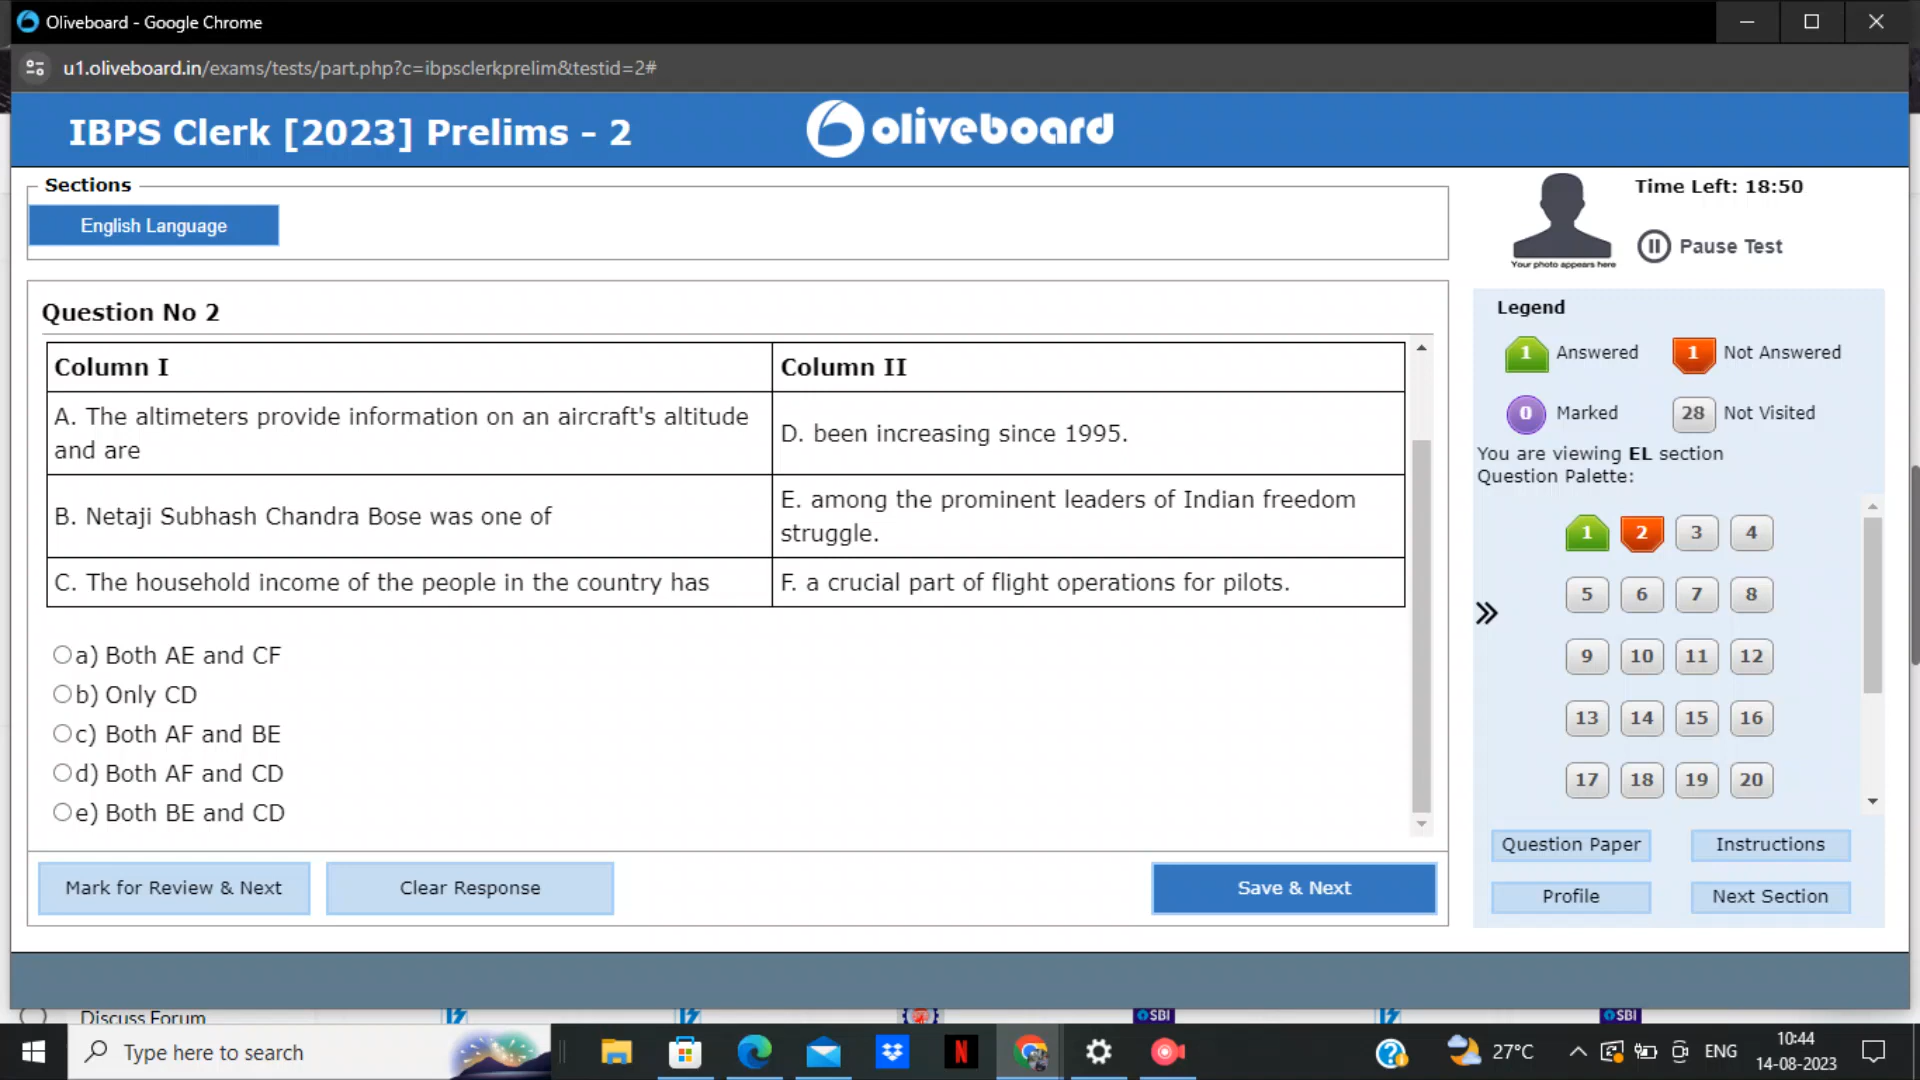 Oliveboard - Google Chrome
u1.oliveboard.in/exams/tests/part.php?c=ibpsclerkprelim&testid=2#
IBPS Clerk [2023] Prelims - 2
oliveboard
Sections
English Language
Your photo appears here
Time Left: 18:50
Pause Test
Question No 2
Column I
Column II
A. The altimeters provide information on an aircraft's altitude
and are
D. been increasing since 1995.
B. Netaji Subhash Chandra Bose was one of
E. among the prominent leaders of Indian freedom
struggle.
C. The household income of the people in the country has
F. a crucial part of flight operations for pilots.
a) Both AE and CF
b) Only CD
c) Both AF and BE
d) Both AF and CD
e) Both BE and CD
Mark for Review & Next
Clear Response
Save & Next
Legend
1 Answered
1 Not Answered
0 Marked
28 Not Visited
You are viewing EL section
Question Palette:
1 2 3 4
5 6 7 8
9 10 11 12
13 14 15 16
17 18 19 20
Question Paper
Instructions
Profile
Next Section
Discuss Forum
SBI
SBI
Type here to search
N
27°C
ENG
10:44
14-08-2023